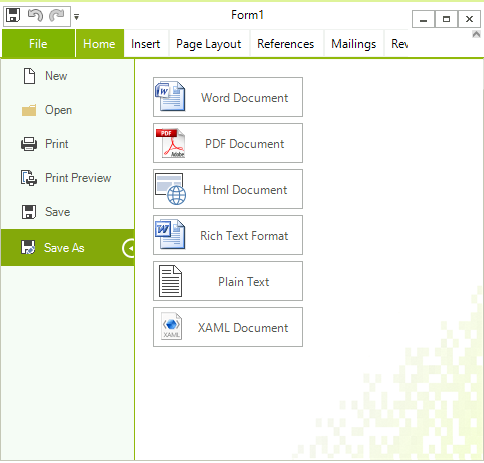 Form1
File Home Insert Page Layout References Mailings Rev
New
Open
Print
Print Preview
Save
Save As
Word Document
PDF Document
Html Document
Rich Text Format
Plain Text
XAML Document
W
PDF
Adobe
W
XAML